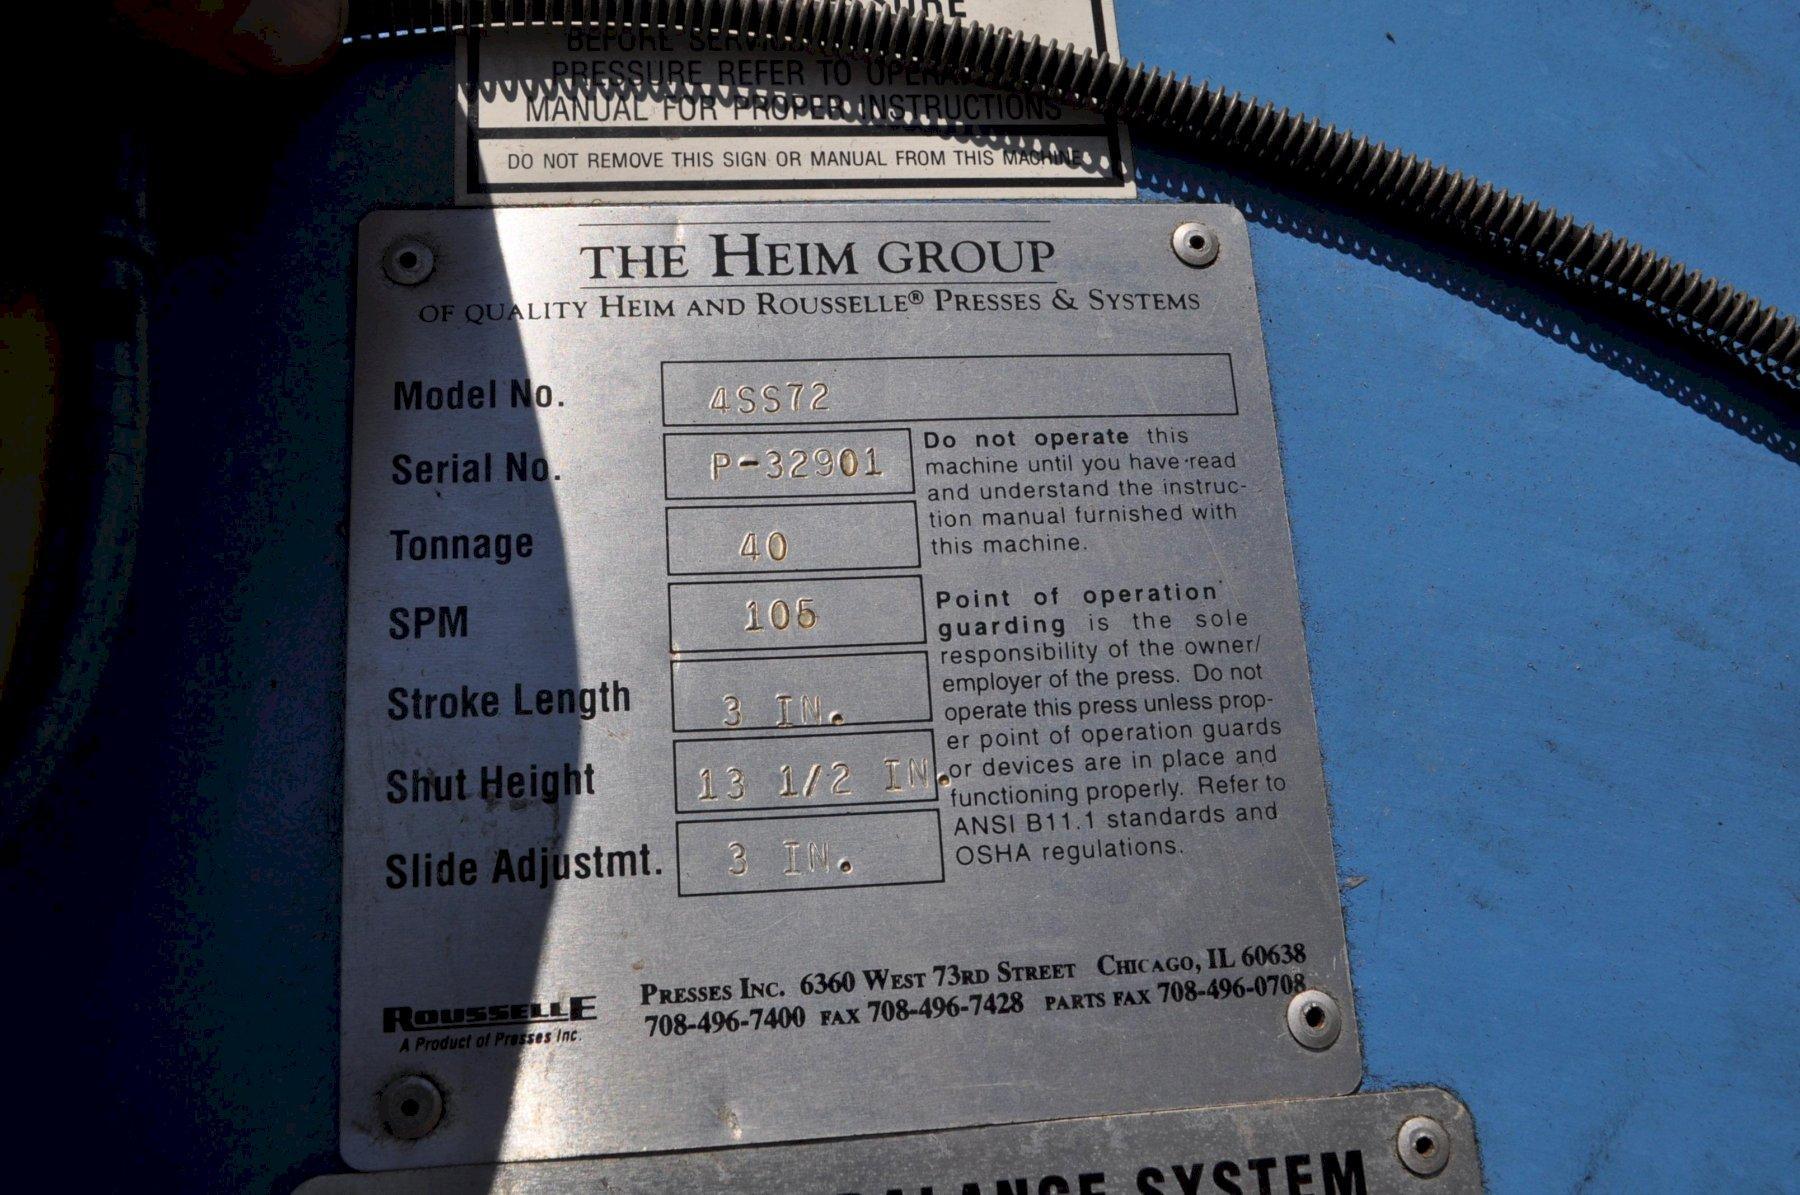 BEFORE
PRESSURE REFER TO
MANUAL FOR PROPER INSTRUCTIONS
DO NOT REMOVE THIS SIGN OR MANUAL FROM THIS MACHINE
THE HEIM GROUP
OF QUALITY HEIM AND ROUSSELLE® PRESSES & SYSTEMS
Model No. 4SS72
Serial No. P-32901
Tonnage 40
SPM 105
Stroke Length 3 IN.
Shut Height 13 1/2 IN.
Slide Adjustmt. 3 IN.
Do not operate this
machine until you have read
and understand the instruc-
tion manual furnished with
this machine.
Point of operation
guarding is the sole
responsibility of the owner/
employer of the press. Do not
operate this press unless prop-
er point of operation guards
or devices are in place and
functioning properly. Refer to
ANSI B11.1 standards and
OSHA regulations.
ROUSSELLE
A Product of Presses Inc.
PRESSES INC. 6360 WEST 73RD STREET CHICAGO, IL 60638
708-496-7400 FAX 708-496-7428 PARTS FAX 708-496-0708
SYSTEM